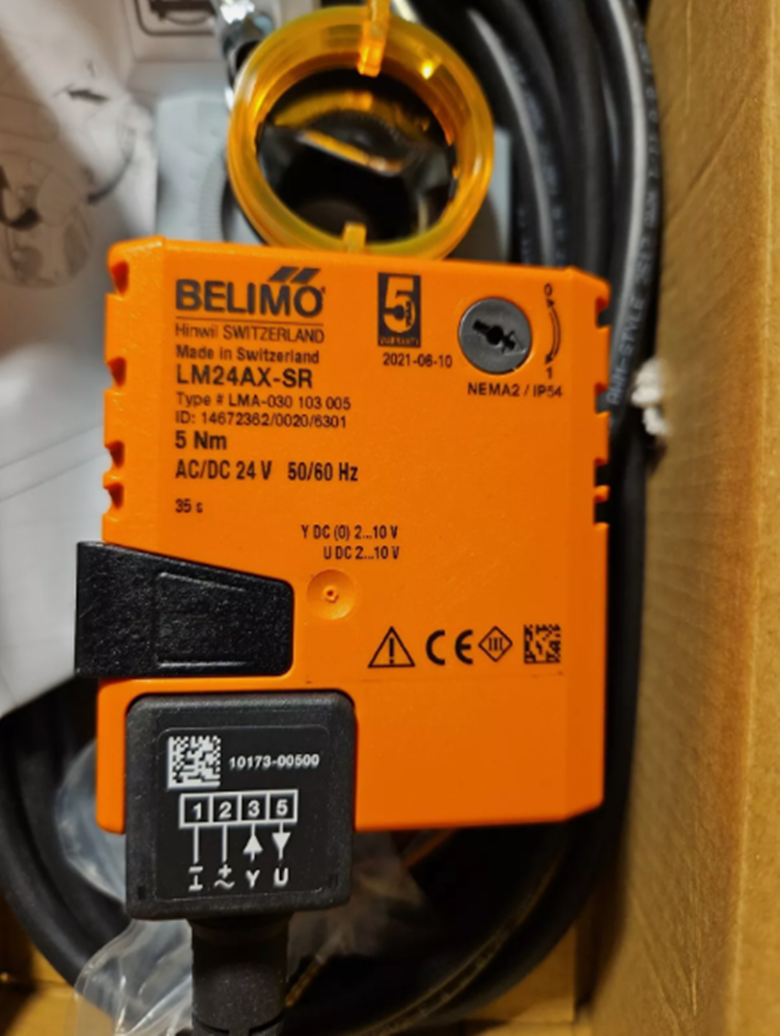 BELIMO
Hinwil SWITZERLAND
Made in Switzerland
LM24AX-SR
Type # LMA-030 103 005
ID: 14672362/0020/6301
5 Nm
AC/DC 24 V 50/60 Hz
35 s
5
WARRANTY
2021-06-10
0
1
NEMA2 / IP54
Y DC (0) 2...10 V
U DC 2...10 V
CE
III
10173-00500
1 2 3 5
Y U